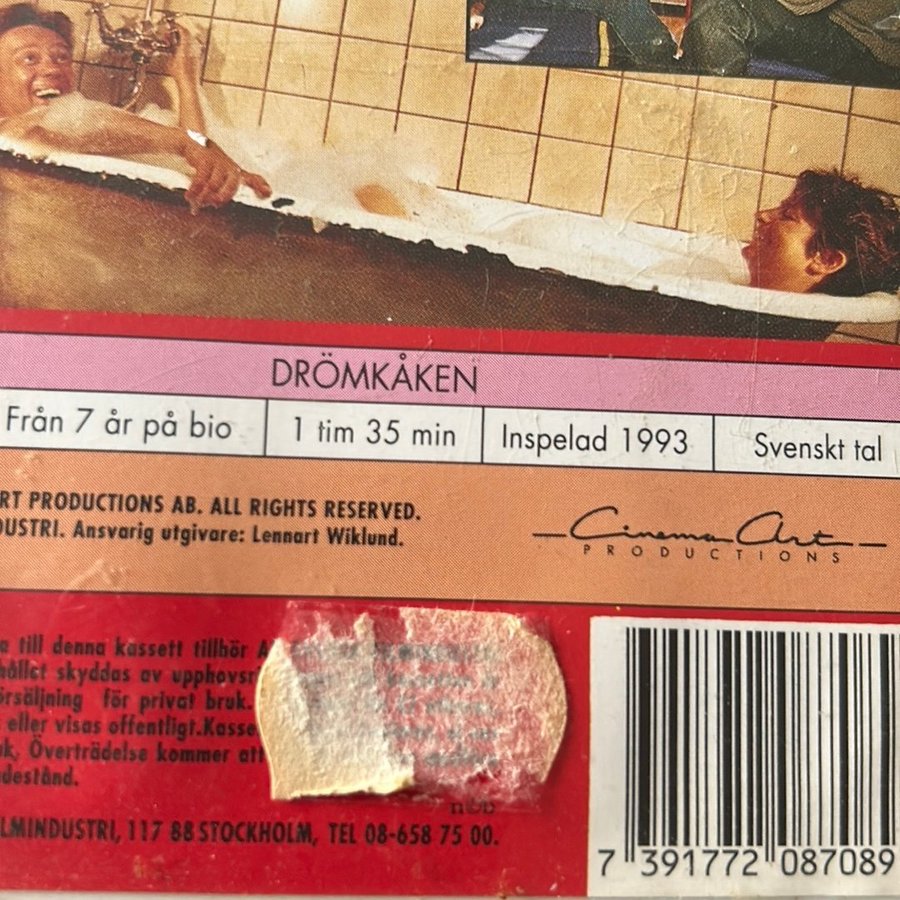 DRÖMKÅKEN
Från 7 år på bio
1 tim 35 min
Inspelad 1993
Svenskt tal
RT PRODUCTIONS AB. ALL RIGHTS RESERVED.
DUSTRI. Ansvarig utgivare: Lennart Wiklund.
Cinema Art
PRODUCTIONS
a till denna kassett tillhör A
hållet skyddas av upphovsri
örsäljning för privat bruk.
eller visas offentligt.Kasse
uk, Överträdelse kommer att
destånd.
LMINDUSTRI, 117 88 STOCKHOLM, TEL 08-658 75 00.
7 391772 087089